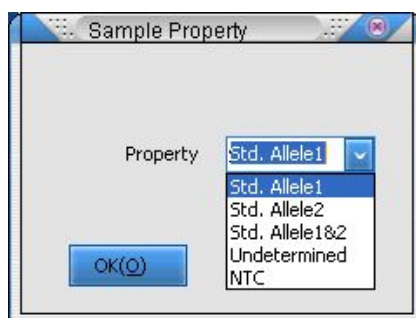 Sample Property
Property Std. Allele1
Std. Allele1
Std. Allele2
Std. Allele1&2
Undetermined
OK(O)
NTC